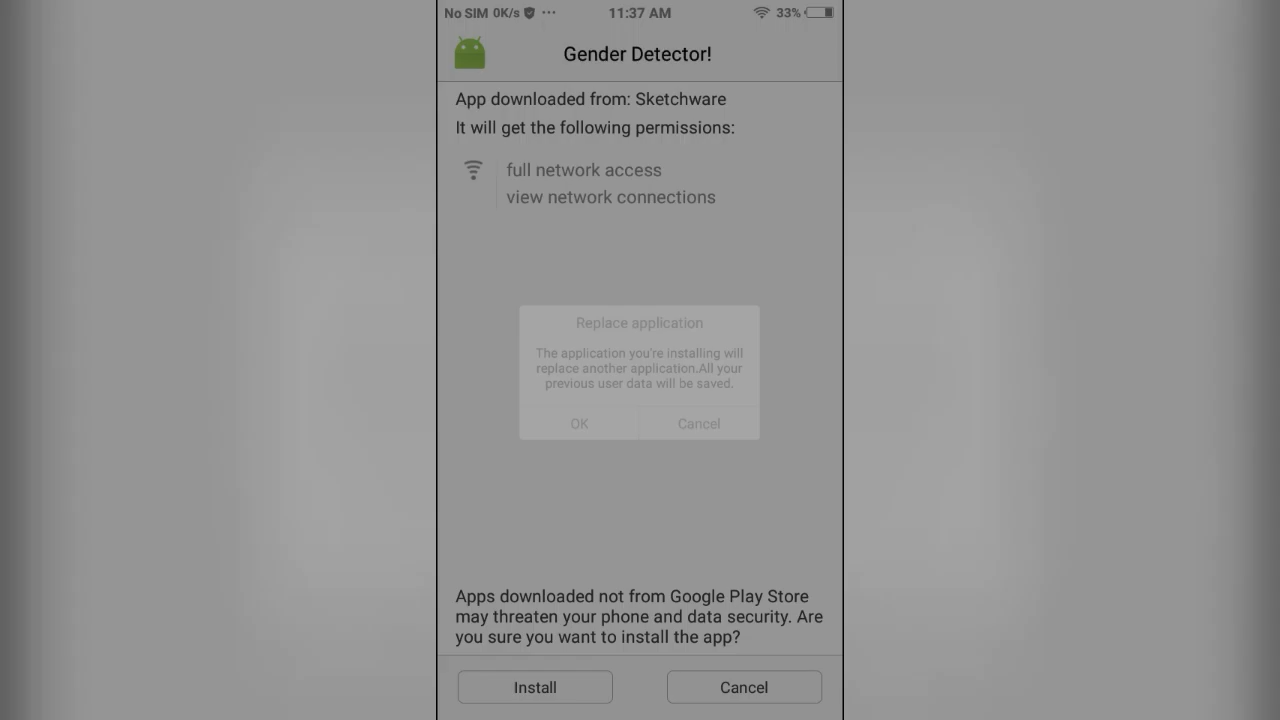 No SIM 0K/s ··· 11:37 AM 33%
Gender Detector!
App downloaded from: Sketchware
It will get the following permissions:
full network access
view network connections
Replace application
The application you're installing will
replace another application.All your
previous user data will be saved.
OK Cancel
Apps downloaded not from Google Play Store
may threaten your phone and data security. Are
you sure you want to install the app?
Install Cancel